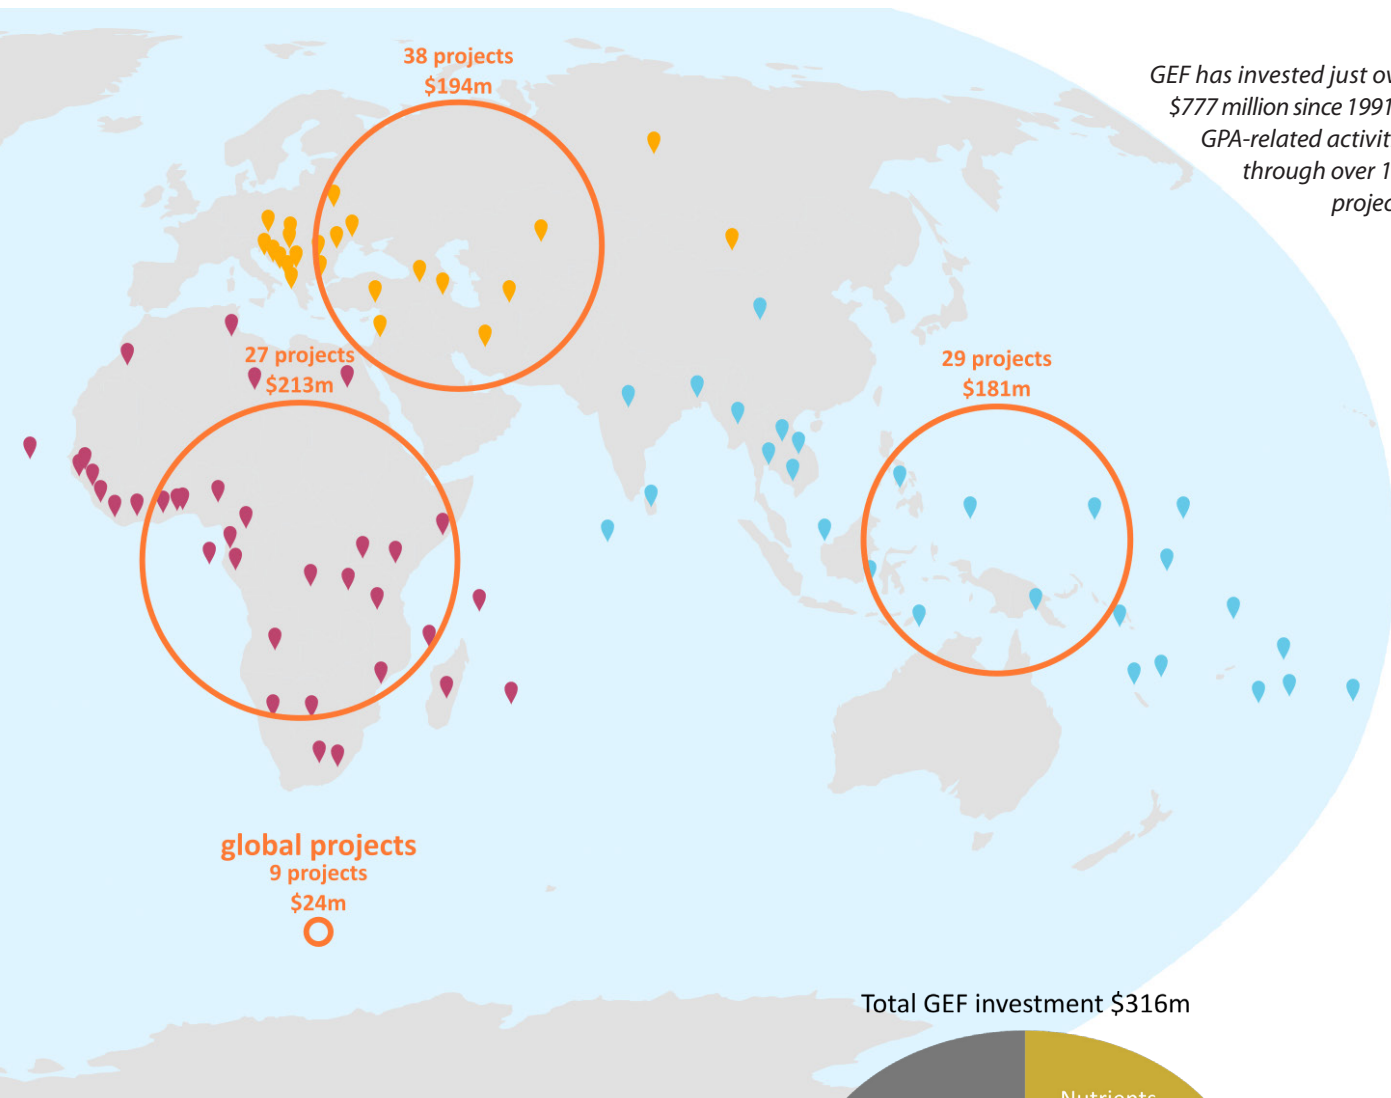 38 projects
$194m
GEF has invested just ov
$777 million since 1991
GPA-related activit
through over 1
projec
27 projects
$213m
29 projects
$181m
global projects
9 projects
$24m
Total GEF investment $316m
Nutrients